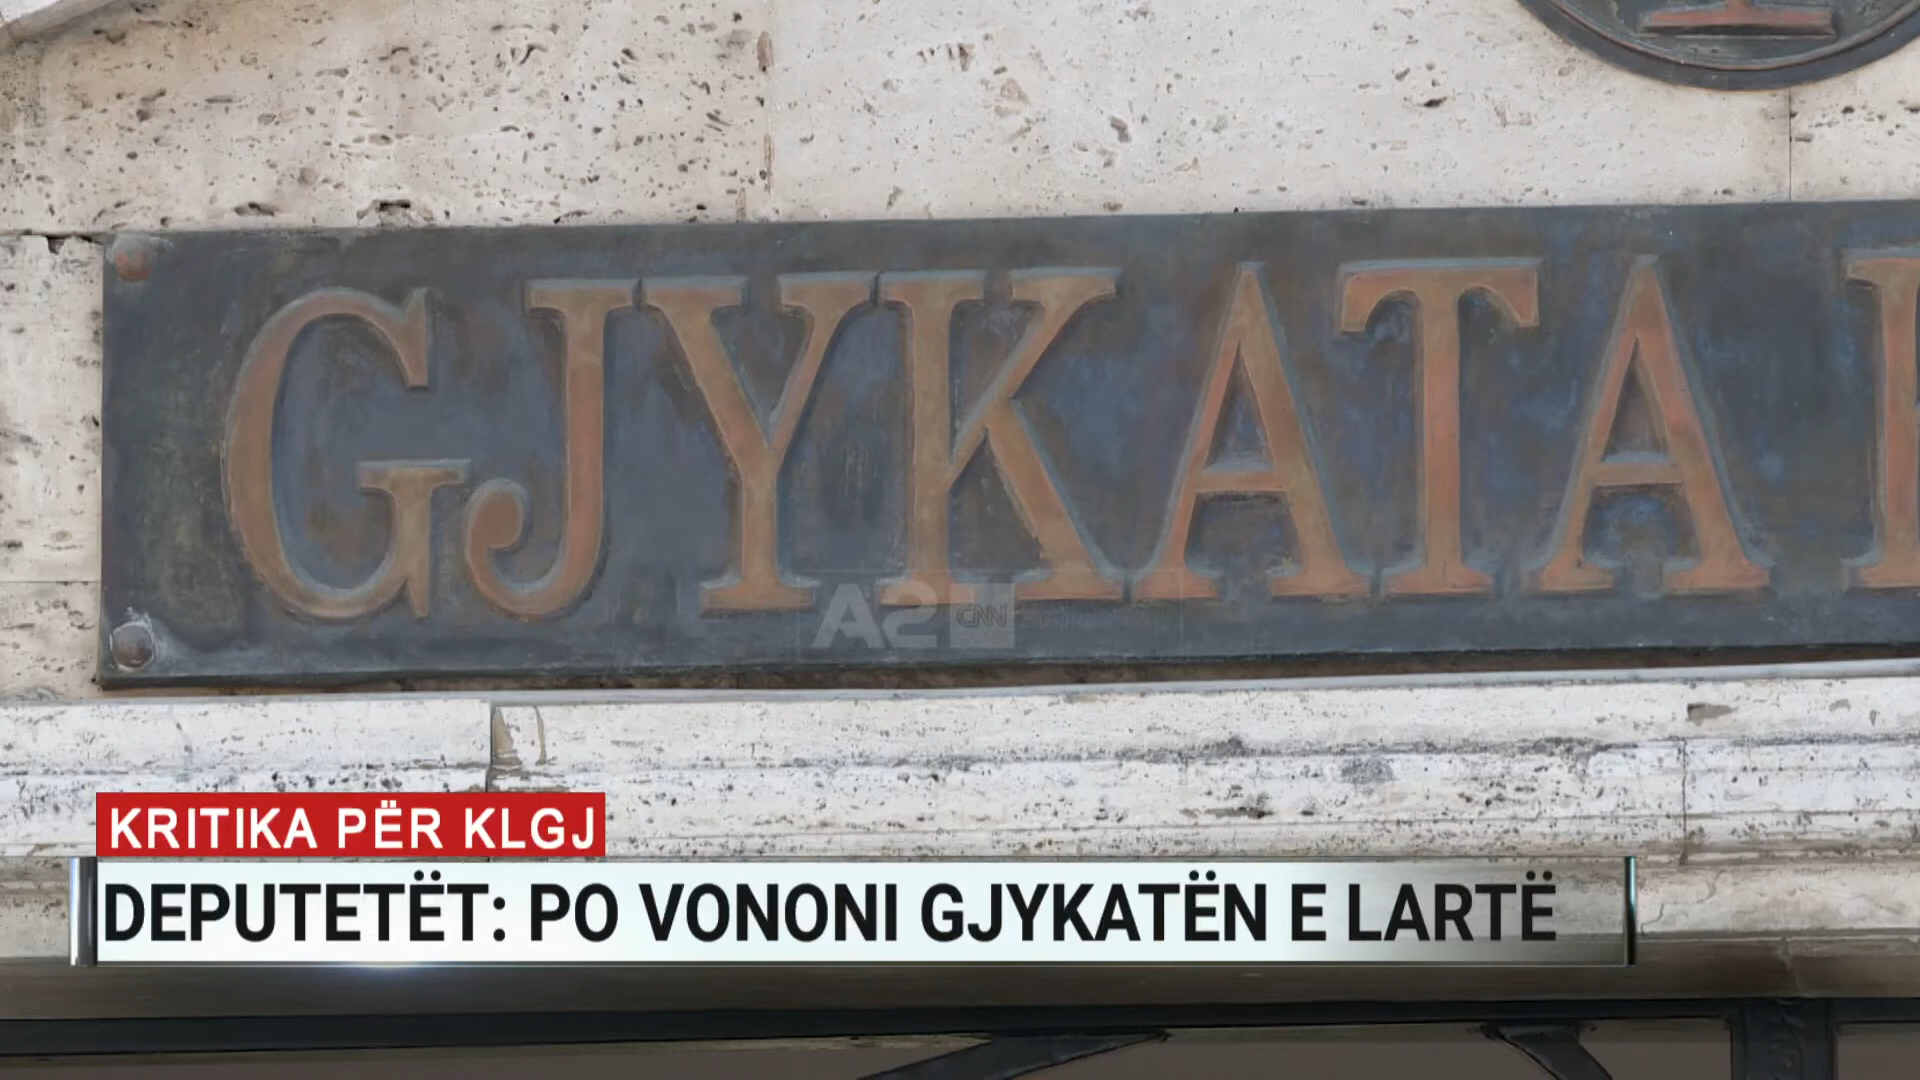 GJYKATA
A2 CNN
KRITIKA PËR KLGJ
DEPUTETËT: PO VONONI GJYKATËN E LARTË